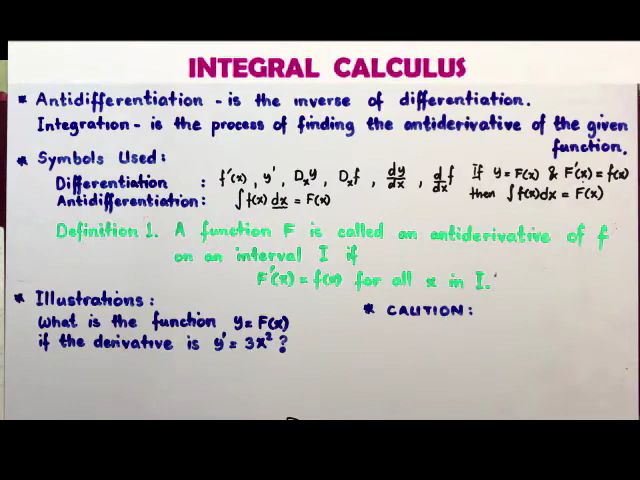 INTEGRAL CALCULUS
* Antidifferentiation - is the inverse of differentiation.
Integration - is the process of finding the antiderivative of the given
function.
* Symbols Used:
Differentiation : f'(x), y', Dₓy, Dₓf, dy/dx, d/dx f If y = F(x) & F'(x) = f(x)
Antidifferentiation: ∫f(x) dx = F(x) then ∫f(x)dx = F(x)
Definition 1. A function F is called an antiderivative of f
on an interval I if
F'(x) = f(x) for all x in I.
* Illustrations:
What is the function y = F(x)
if the derivative is y' = 3x² ?
* CAUTION: